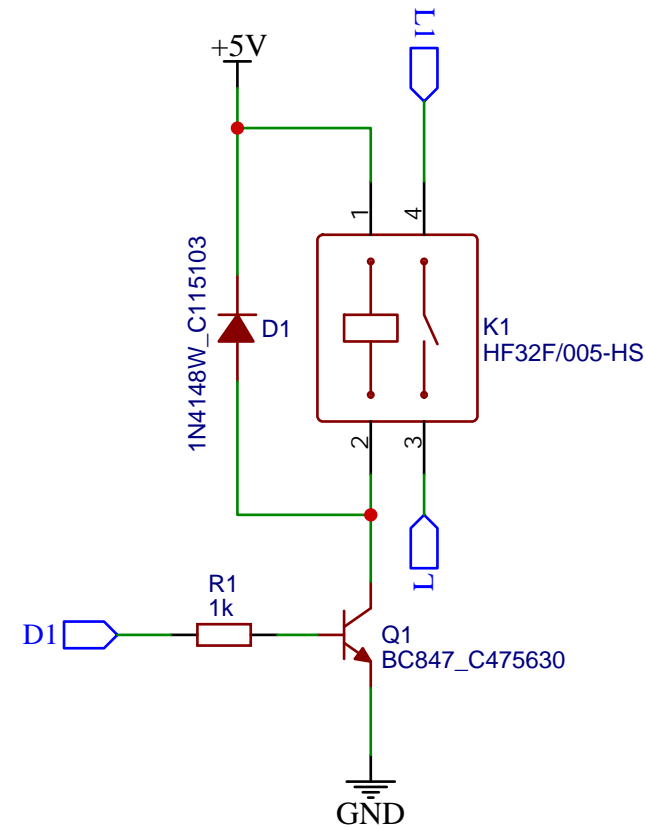 L1
+5V
1
4
1N4148W_C115103
D1
K1
HF32F/005-HS
2
3
L
R1
1k
D1
Q1
BC847_C475630
GND